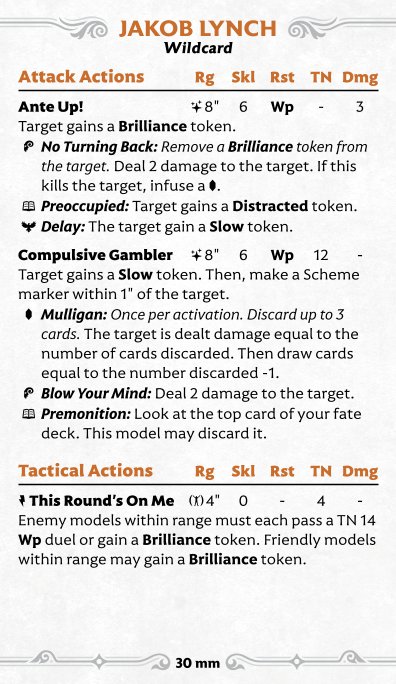 JAKOB LYNCH
Wildcard
Attack Actions Rg Skl Rst TN Dmg
Ante Up! 8" 6 Wp - 3
Target gains a Brilliance token.
No Turning Back: Remove a Brilliance token from
the target. Deal 2 damage to the target. If this
kills the target, infuse a .
Preoccupied: Target gains a Distracted token.
Delay: The target gain a Slow token.
Compulsive Gambler 8" 6 Wp 12 -
Target gains a Slow token. Then, make a Scheme
marker within 1" of the target.
Mulligan: Once per activation. Discard up to 3
cards. The target is dealt damage equal to the
number of cards discarded. Then draw cards
equal to the number discarded -1.
Blow Your Mind: Deal 2 damage to the target.
Premonition: Look at the top card of your fate
deck. This model may discard it.
Tactical Actions Rg Skl Rst TN Dmg
This Round's On Me 4" 0 - 4 -
Enemy models within range must each pass a TN 14
Wp duel or gain a Brilliance token. Friendly models
within range may gain a Brilliance token.
30 mm